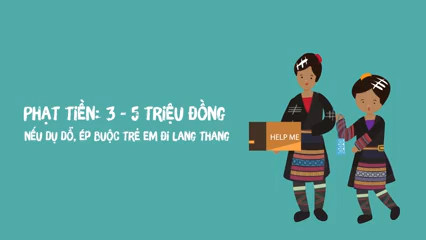 PHẠT TIỀN: 3 - 5 TRIỆU ĐỒNG
NẾU DỤ DỖ, ÉP BUỘC TRẺ EM ĐI LANG THANG
HELP ME